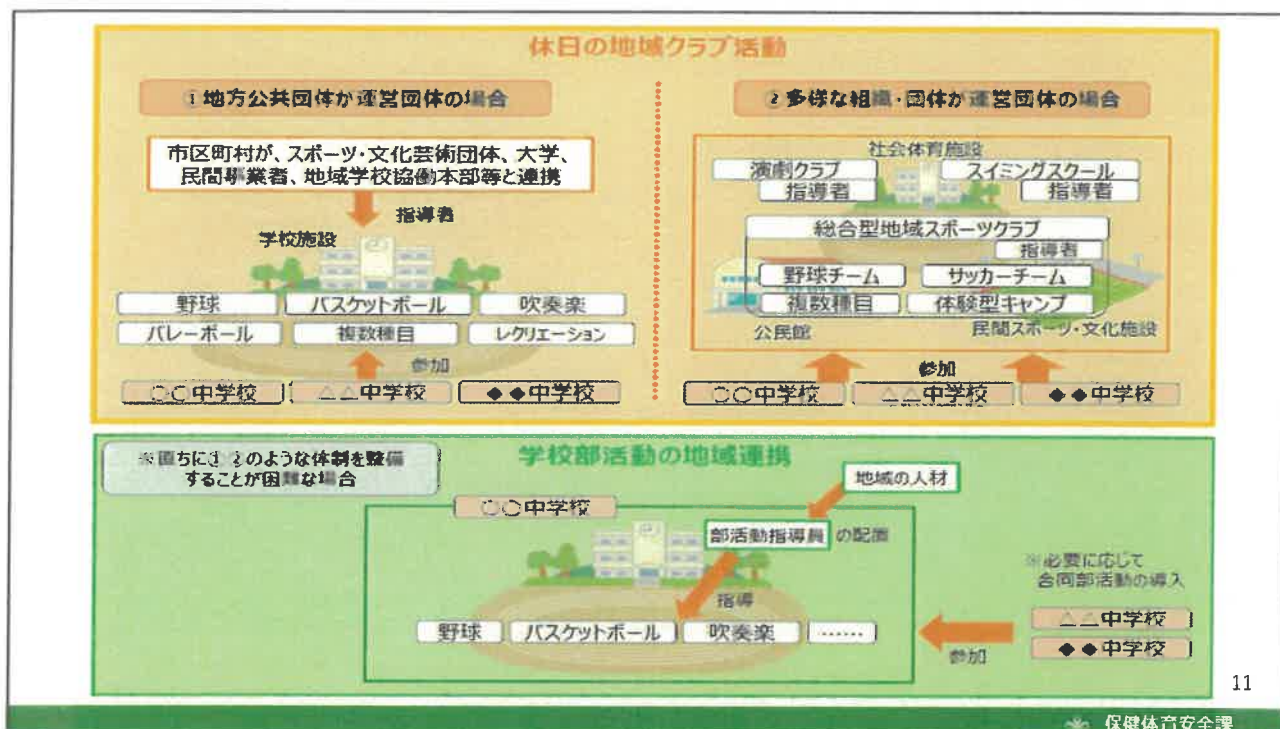 休日の地域クラブ活動
①地方公共団体が運営団体の場合
市区町村が、スポーツ・文化芸術団体、大学、
民間事業者、地域学校協働本部等と連携
指導者
学校施設
野球
バスケットボール
吹奏楽
バレーボール
複数種目
レクリエーション
参加
○○中学校
△△中学校
◆◆中学校
②多様な組織・団体が運営団体の場合
社会体育施設
演劇クラブ
指導者
スイミングスクール
指導者
総合型地域スポーツクラブ
指導者
野球チーム
サッカーチーム
複数種目
体験型キャンプ
公民館
民間スポーツ・文化施設
参加
○○中学校
△△中学校
◆◆中学校
※直ちに①②のような体制を整備
することが困難な場合
学校部活動の地域連携
地域の人材
○○中学校
部活動指導員 の配置
指導
野球
バスケットボール
吹奏楽
……
※必要に応じて
合同部活動の導入
△△中学校
◆◆中学校
参加
11
保健体育安全課